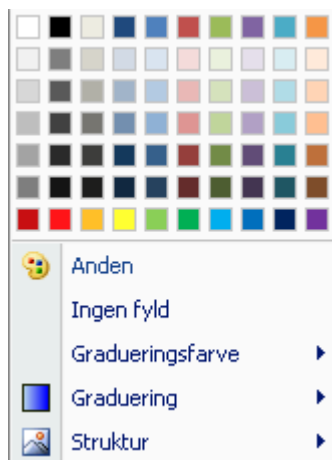 Anden
Ingen fyld
Gradueringsfarve
Graduering
Struktur